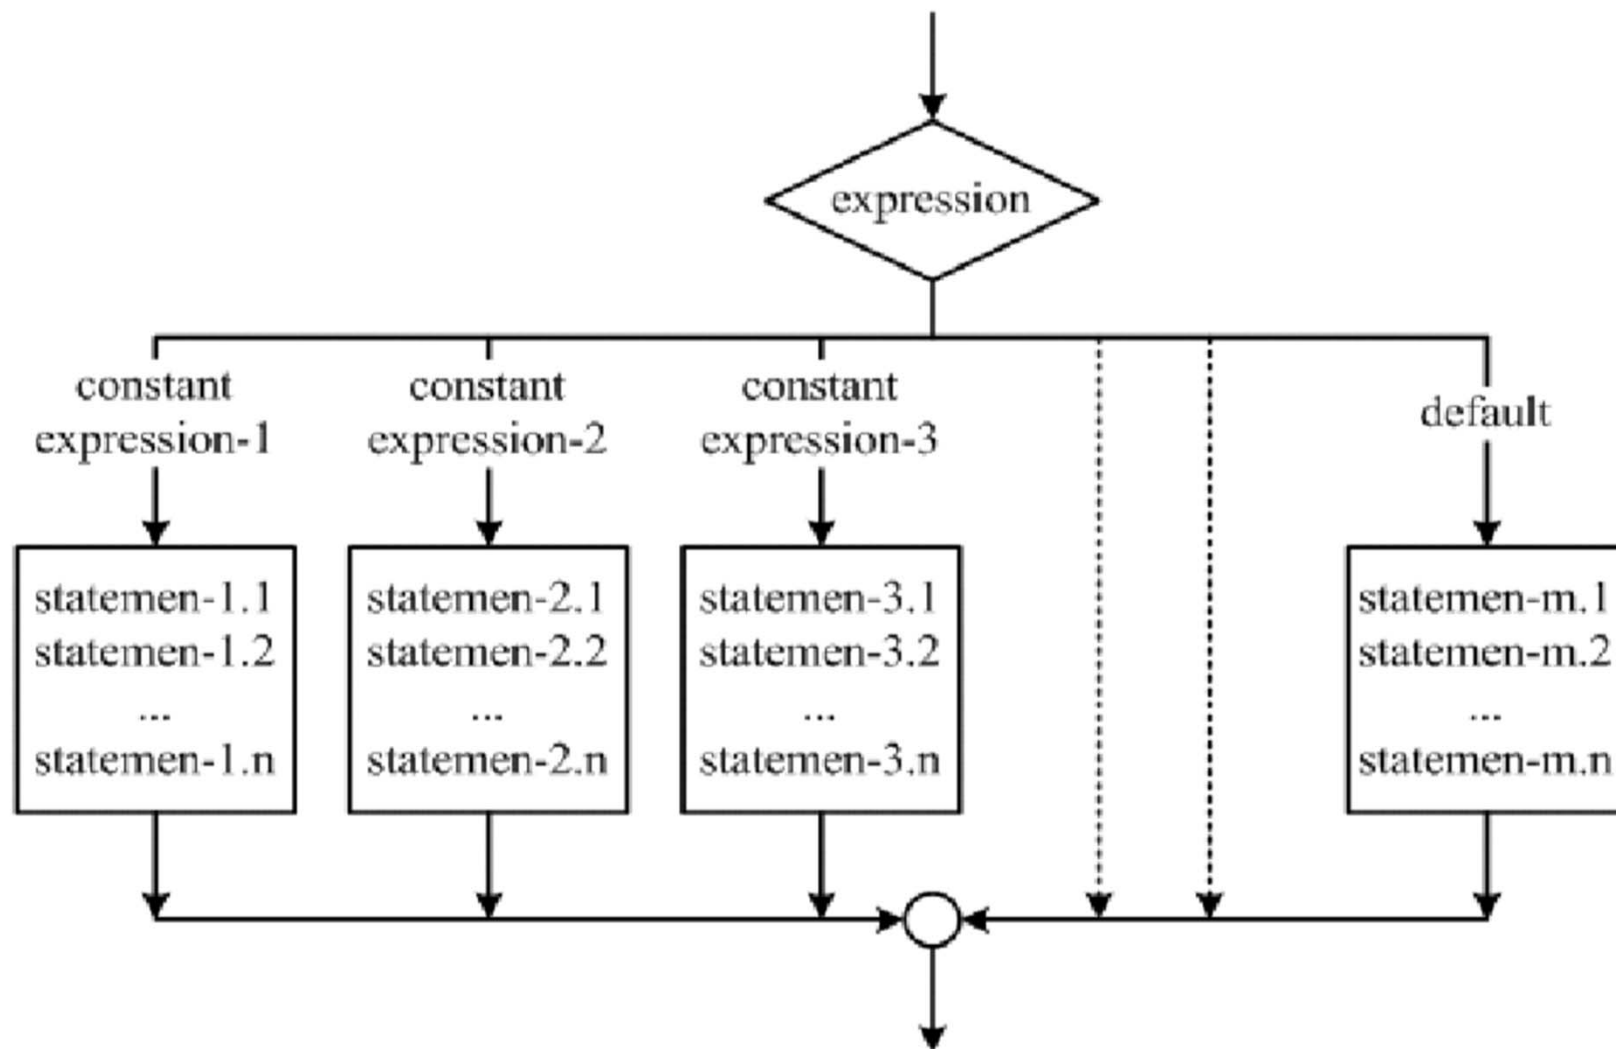 expression
constant
expression-1
constant
expression-2
constant
expression-3
default
statemen-1.1
statemen-1.2
...
statemen-1.n
statemen-2.1
statemen-2.2
...
statemen-2.n
statemen-3.1
statemen-3.2
...
statemen-3.n
statemen-m.1
statemen-m.2
...
statemen-m.n